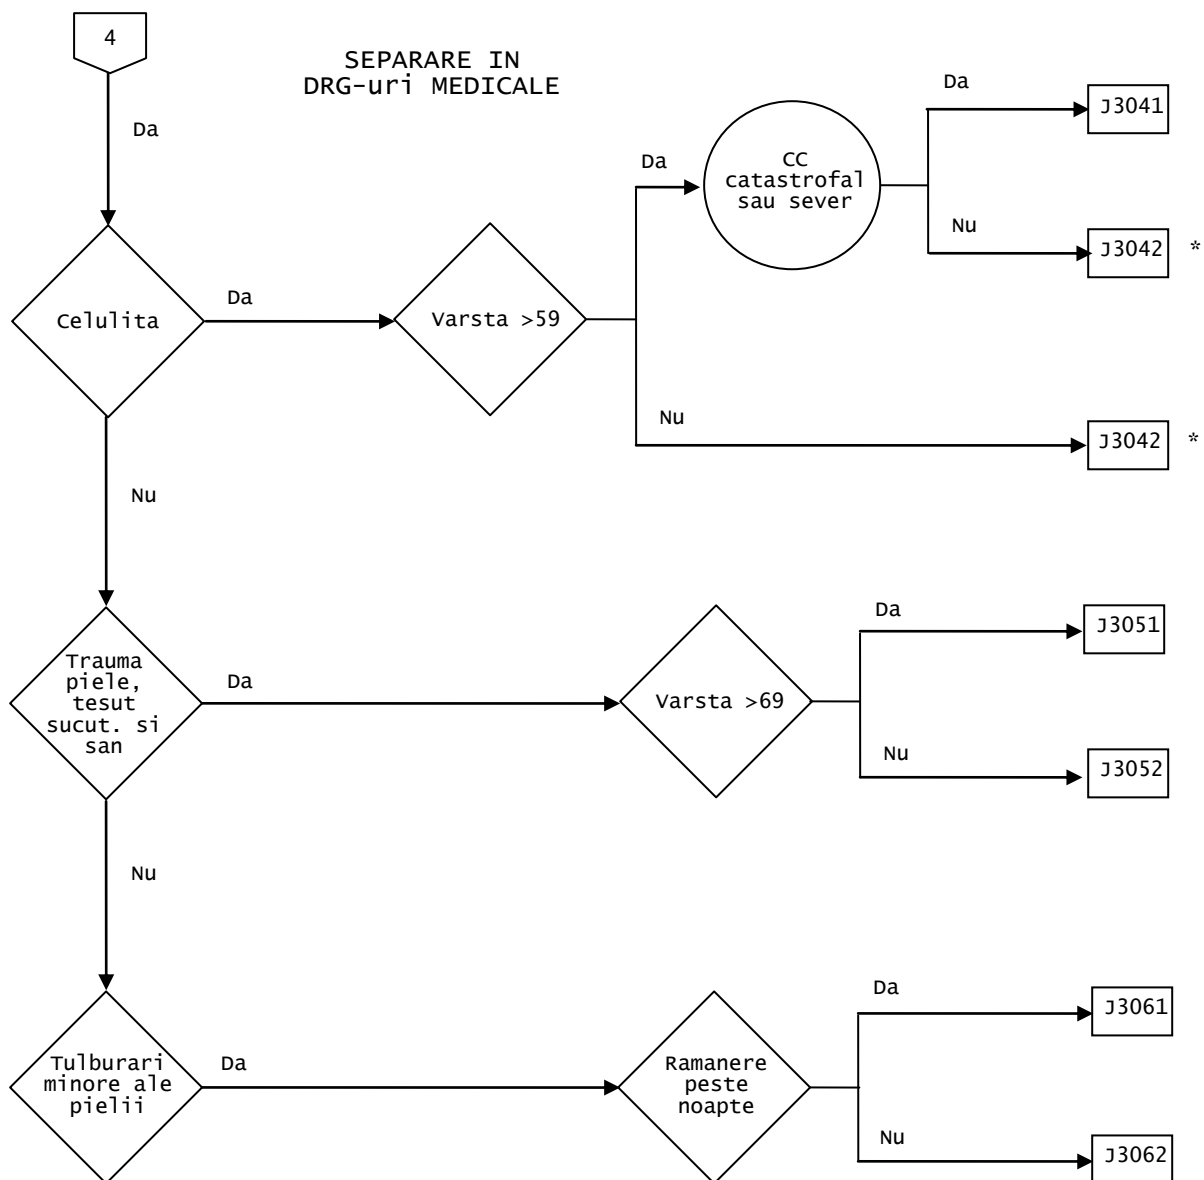 4
SEPARARE IN
DRG-uri MEDICALE
Da
Da
J3041
Da
CC
catastrofal
sau sever
Nu
J3042 *
Celulita
Da
Varsta >59
Nu
J3042 *
Nu
Trauma
piele,
tesut
sucut. si
san
Da
Varsta >69
Da
J3051
Nu
J3052
Nu
Tulburari
minore ale
pielii
Da
Ramanere
peste
noapte
Da
J3061
Nu
J3062